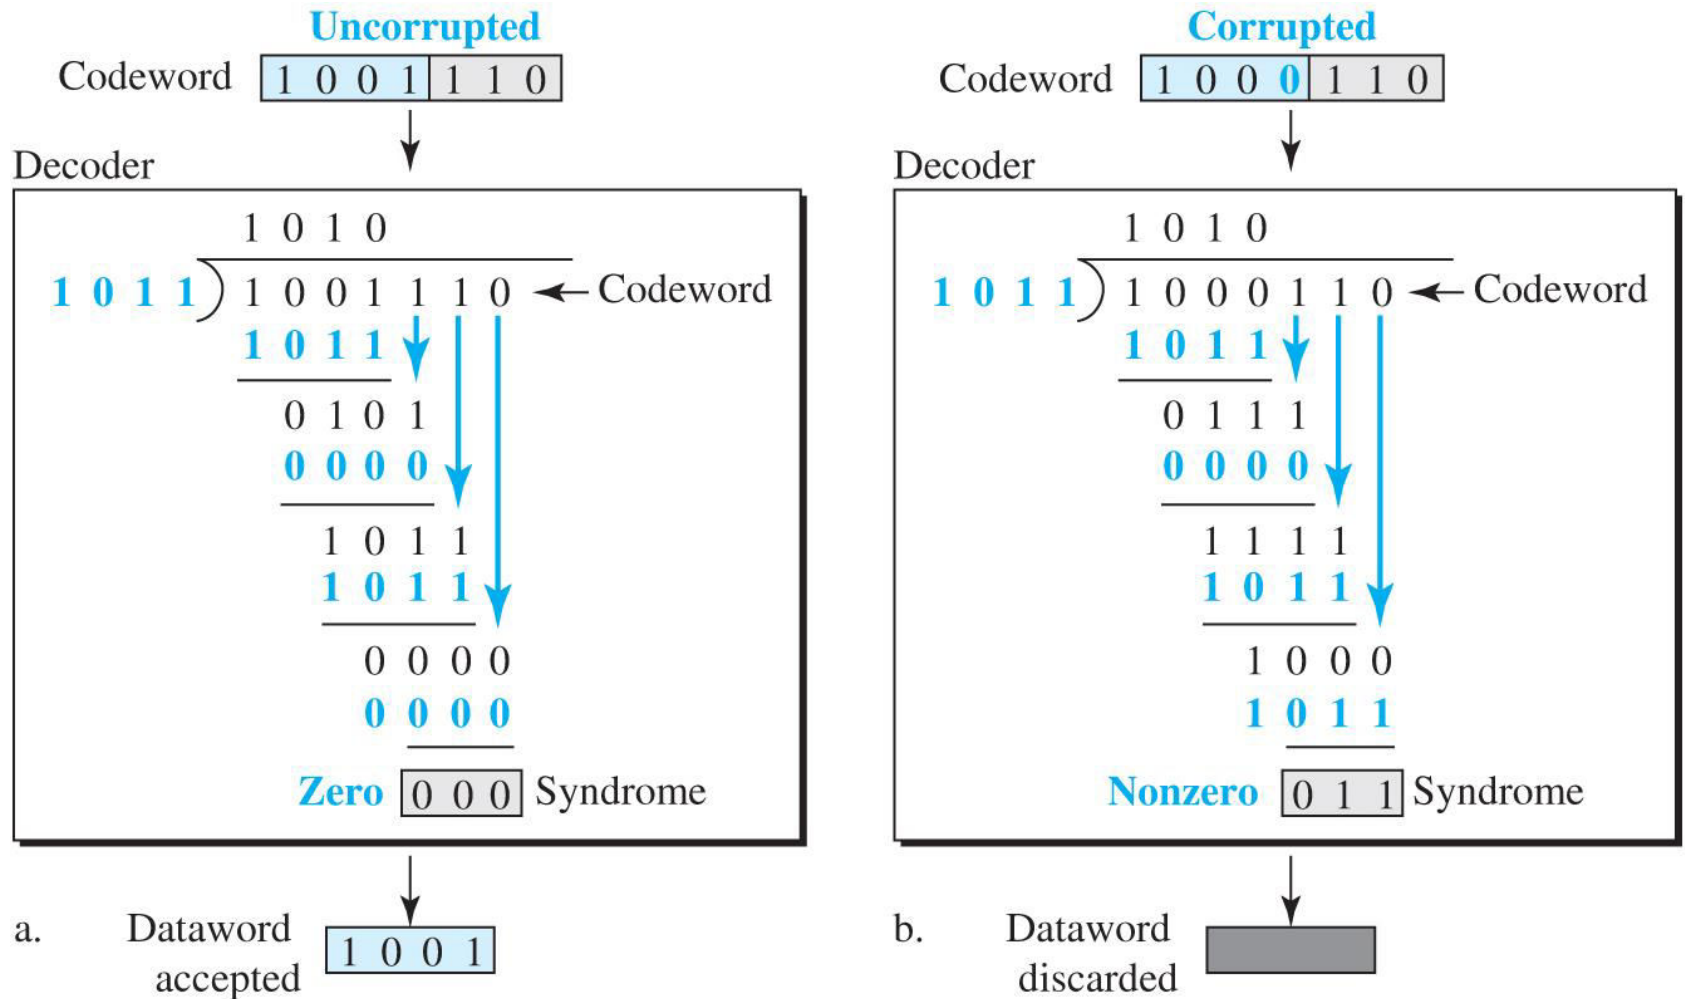 Uncorrupted
Codeword 1 0 0 1 1 1 0
Decoder
1 0 1 0
1 0 1 1 1 0 0 1 1 1 0 Codeword
1 0 1 1
0 1 0 1
0 0 0 0
1 0 1 1
1 0 1 1
0 0 0 0
0 0 0 0
Zero 0 0 0 Syndrome
a. Dataword
accepted
1 0 0 1
Corrupted
Codeword 1 0 0 0 1 1 0
Decoder
1 0 1 0
1 0 1 1 1 0 0 0 1 1 0 Codeword
1 0 1 1
0 1 1 1
0 0 0 0
1 1 1 1
1 0 1 1
1 0 0 0
1 0 1 1
Nonzero 0 1 1 Syndrome
b. Dataword
discarded